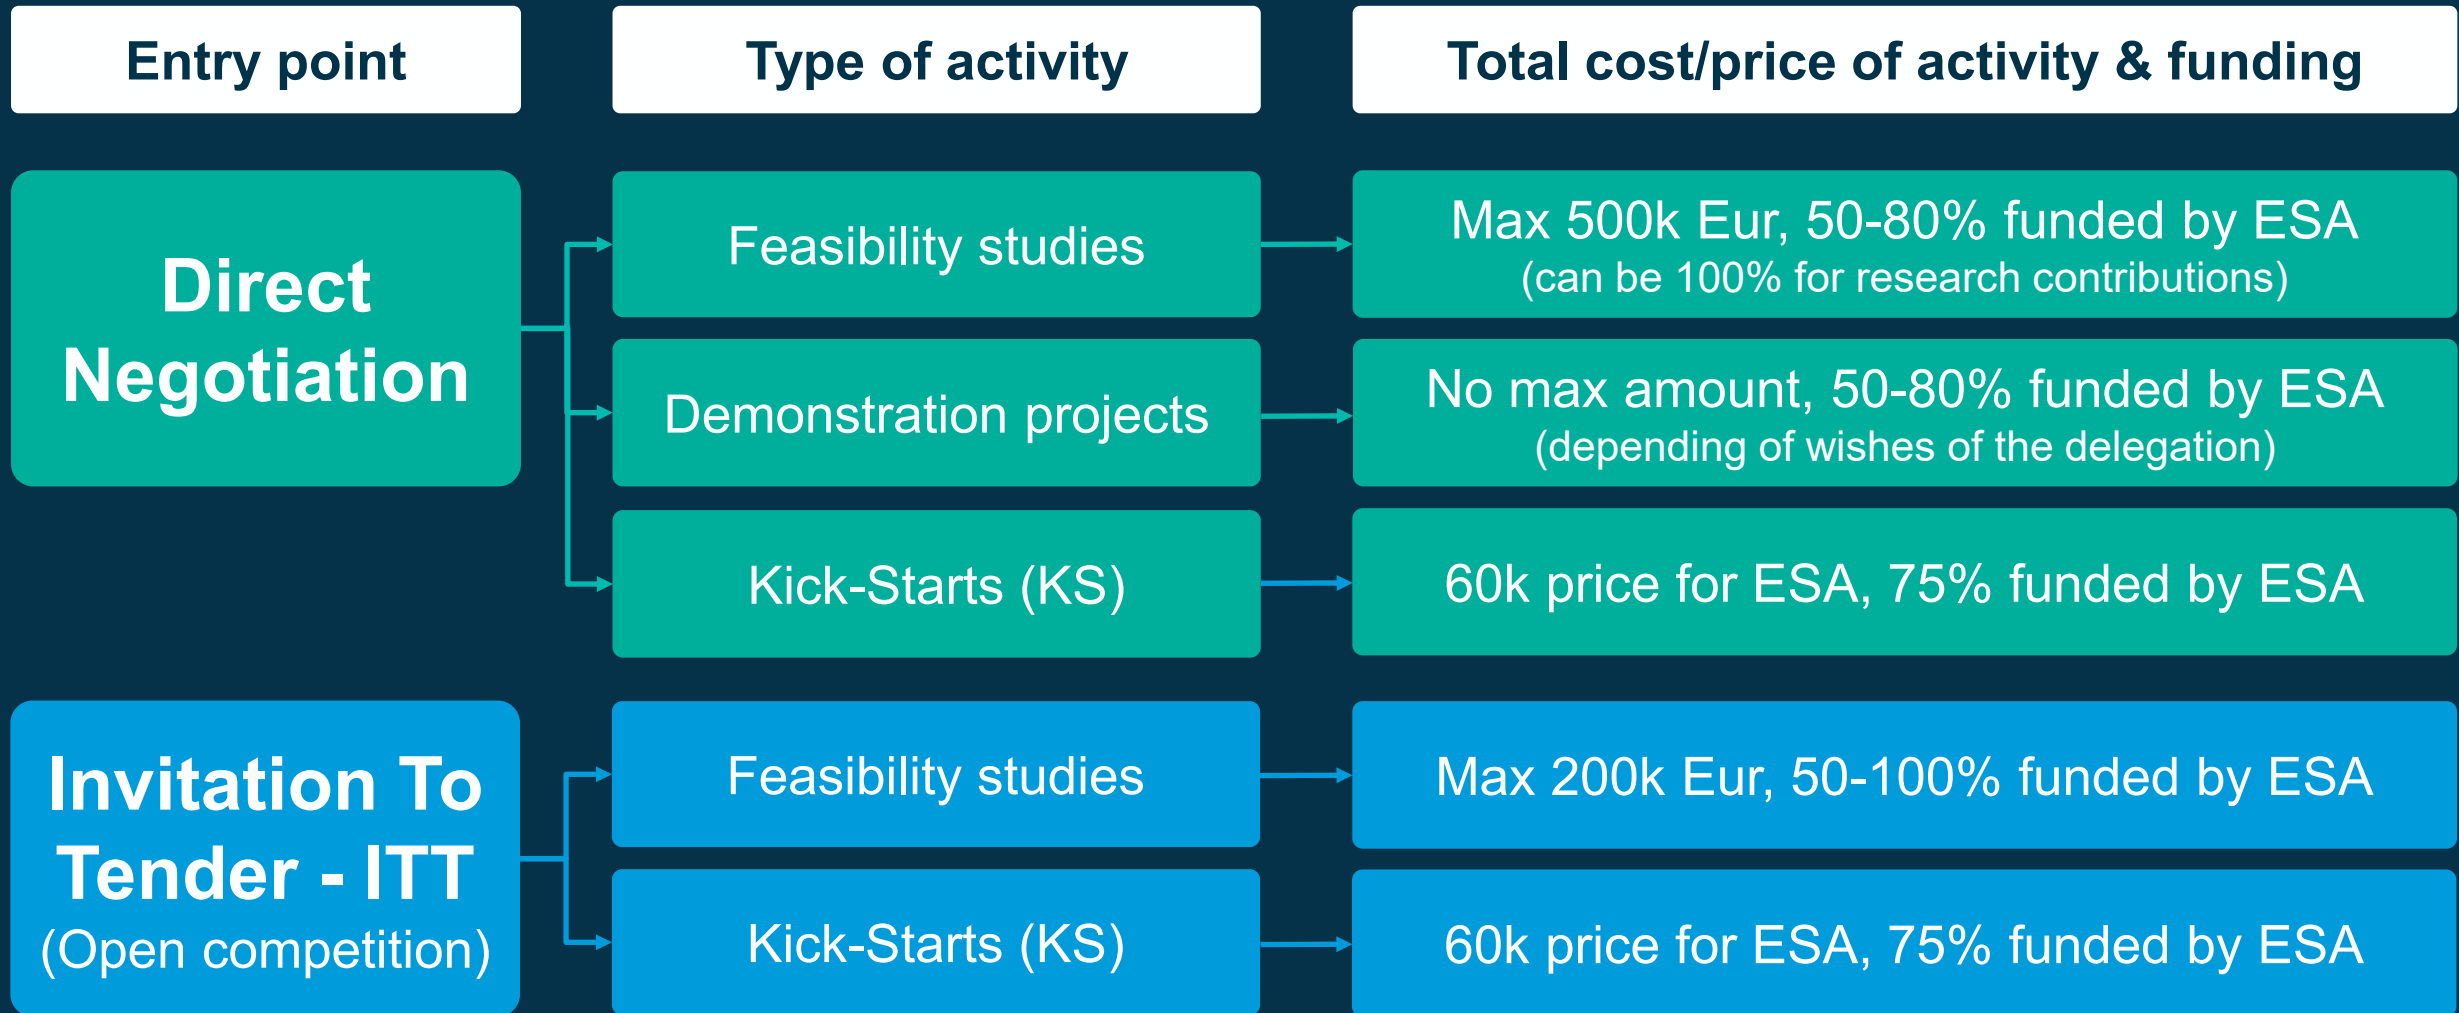 Entry point
Type of activity
Total cost/price of activity & funding
Direct
Negotiation
Feasibility studies
Max 500k Eur, 50-80% funded by ESA
(can be 100% for research contributions)
Demonstration projects
No max amount, 50-80% funded by ESA
(depending of wishes of the delegation)
Kick-Starts (KS)
60k price for ESA, 75% funded by ESA
Invitation To
Tender - ITT
(Open competition)
Feasibility studies
Max 200k Eur, 50-100% funded by ESA
Kick-Starts (KS)
60k price for ESA, 75% funded by ESA